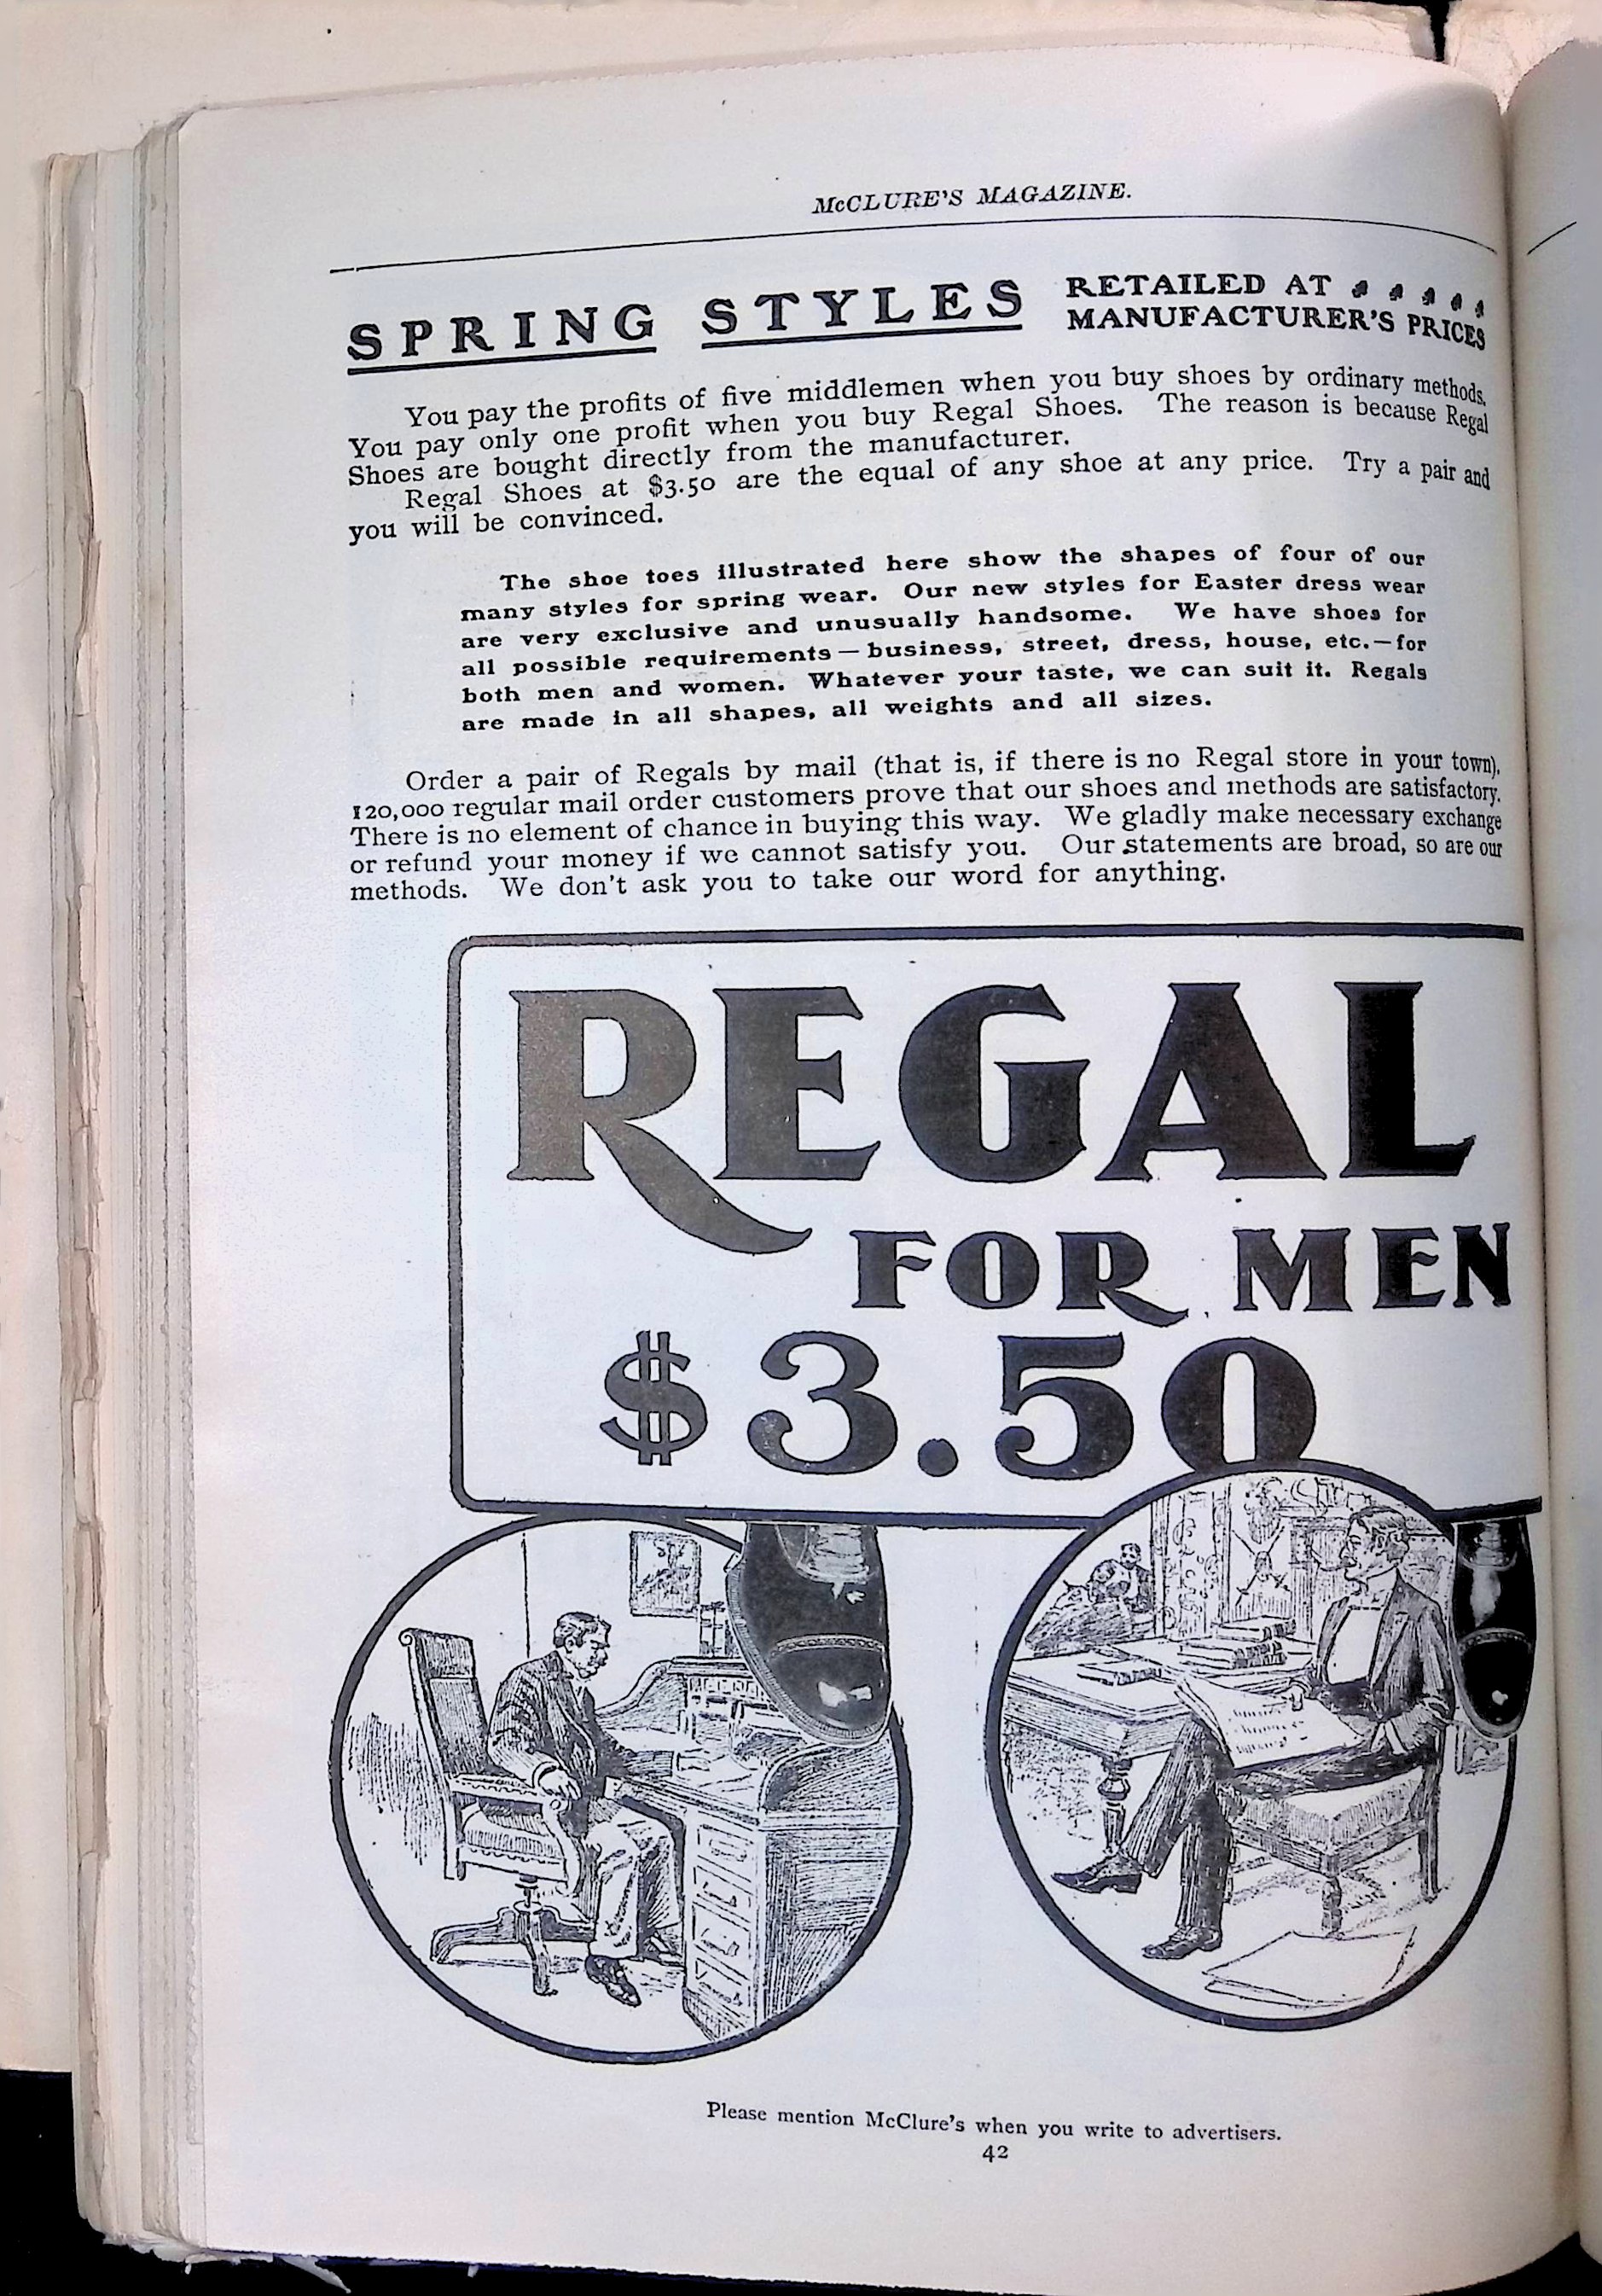 McCLURE'S MAGAZINE.
SPRING STYLES
RETAILED AT
MANUFACTURER'S PRICES
You pay the profits of five middlemen when you buy shoes by ordinary methods.
You pay only one profit when you buy Regal Shoes. The reason is because Regal
Shoes are bought directly from the manufacturer.
Regal Shoes at $3.50 are the equal of any shoe at any price. Try a pair and
you will be convinced.
The shoe toes illustrated here show the shapes of four of our
many styles for spring wear. Our new styles for Easter dress wear
are very exclusive and unusually handsome. We have shoes for
all possible requirements — business, street, dress, house, etc. — for
both men and women. Whatever your taste, we can suit it. Regals
are made in all shapes, all weights and all sizes.
Order a pair of Regals by mail (that is, if there is no Regal store in your town).
120,000 regular mail order customers prove that our shoes and methods are satisfactory.
There is no element of chance in buying this way. We gladly make necessary exchange
or refund your money if we cannot satisfy you. Our statements are broad, so are our
methods. We don't ask you to take our word for anything.
REGAL
FOR MEN
$3.50
Please mention McClure's when you write to advertisers.
42